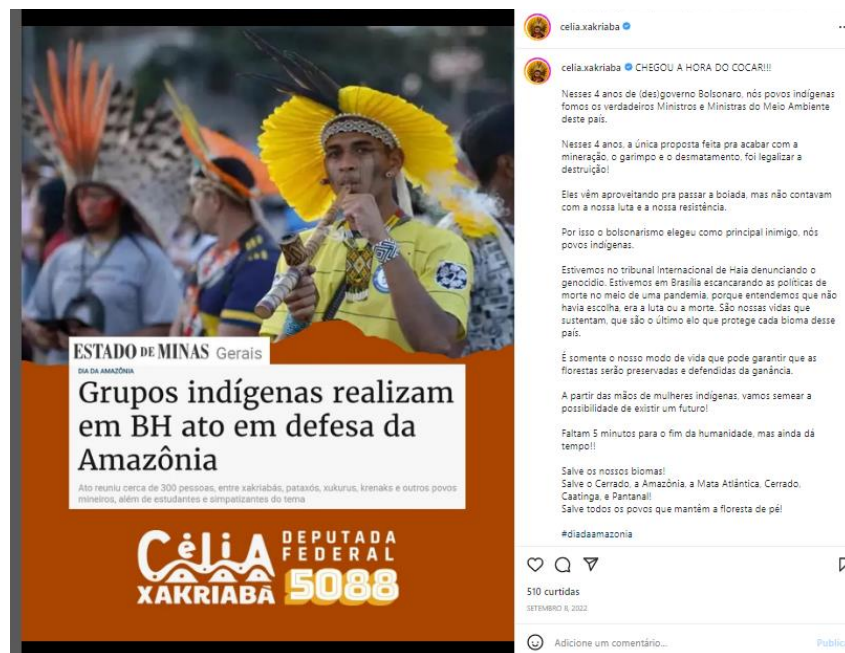 celia.xakriaba
celia.xakriaba CHEGOU A HORA DO COCAR!!!
Nesses 4 anos de (des)governo Bolsonaro, nós povos indígenas
fomos os verdadeiros Ministros e Ministras do Meio Ambiente
deste país.
Nesses 4 anos, a única proposta feita pra acabar com a
mineração, o garimpo e o desmatamento, foi legalizar a
destruição!
Eles vêm aproveitando pra passar a boiada, mas não contavam
com a nossa luta e a nossa resistência.
Por isso o bolsonarismo elegeu como principal inimigo, nós
povos indígenas.
Estivemos no tribunal Internacional de Haia denunciando o
genocídio. Estivemos em Brasília escancarando as políticas de
morte no meio de uma pandemia, porque entendemos que não
havia escolha, era a luta ou a morte. São nossas vidas que
sustentam, que são o último elo que protege cada bioma desse
país.
É somente o nosso modo de vida que pode garantir que as
florestas serão preservadas e defendidas da ganância.
A partir das mãos de mulheres indígenas, vamos semear a
possibilidade de existir um futuro!
Faltam 5 minutos para o fim da humanidade, mas ainda dá
tempo!!
Salve os nossos biomas!
Salve o Cerrado, a Amazônia, a Mata Atlântica, Cerrado,
Caatinga, e Pantanal!
Salve todos os povos que mantêm a floresta de pé!
#diadaamazonia
510 curtidas
SETEMBRO 8, 2022
Adicione um comentário...
Public
ESTADO DE MINAS Gerais
DIA DA AMAZÔNIA
Grupos indígenas realizam
em BH ato em defesa da
Amazônia
Ato reuniu cerca de 300 pessoas, entre xakriabás, pataxós, xukurus, krenaks e outros povos
mineiros, além de estudantes e simpatizantes do tema
CéliA
XAKRIABÁ
DEPUTADA
FEDERAL
5088